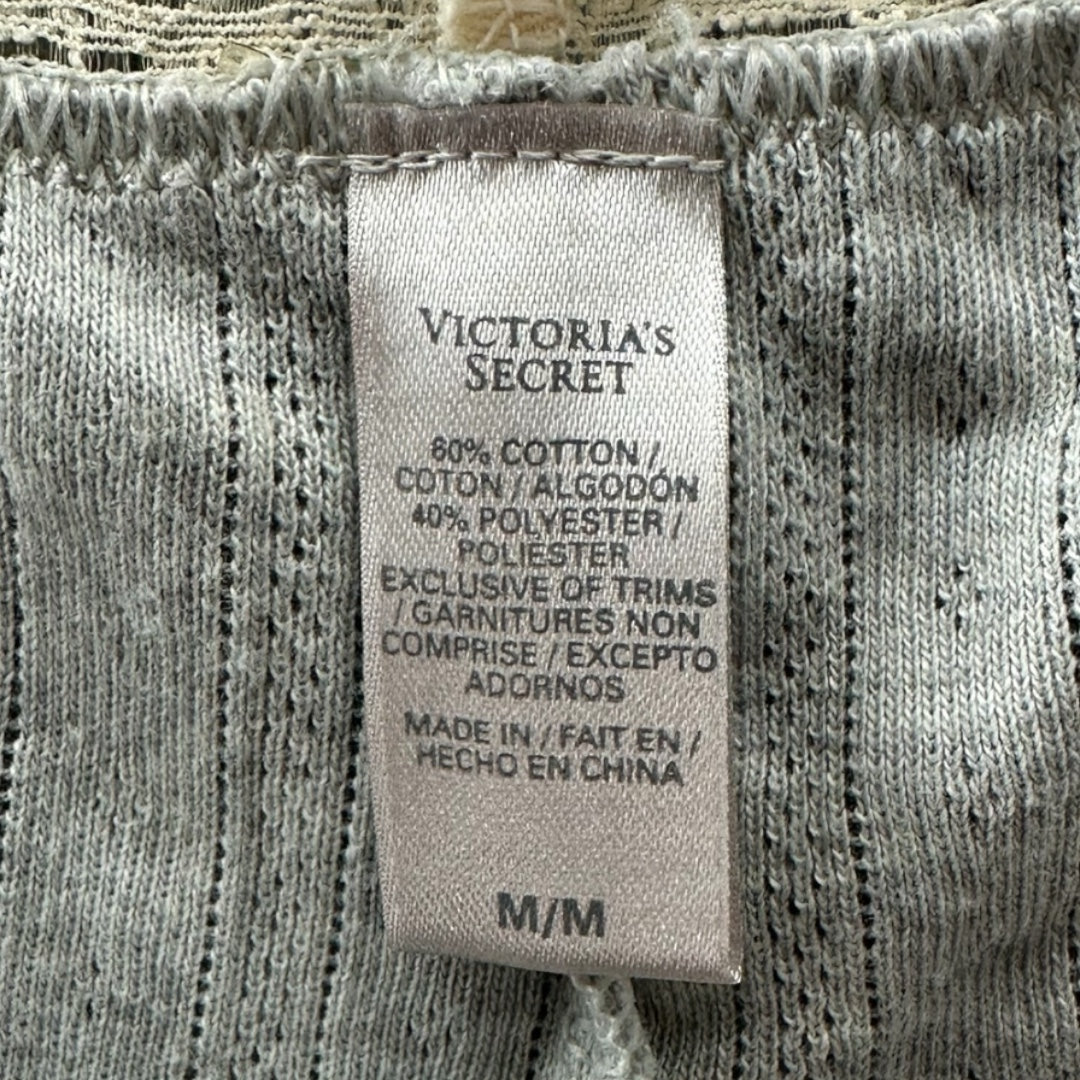 VICTORIA'S
SECRET
60% COTTON /
COTON / ALGODÓN
40% POLYESTER /
POLIÉSTER
EXCLUSIVE OF TRIMS
/ GARNITURES NON
COMPRISE / EXCEPTO
ADORNOS
MADE IN / FAIT EN /
HECHO EN CHINA
M/M